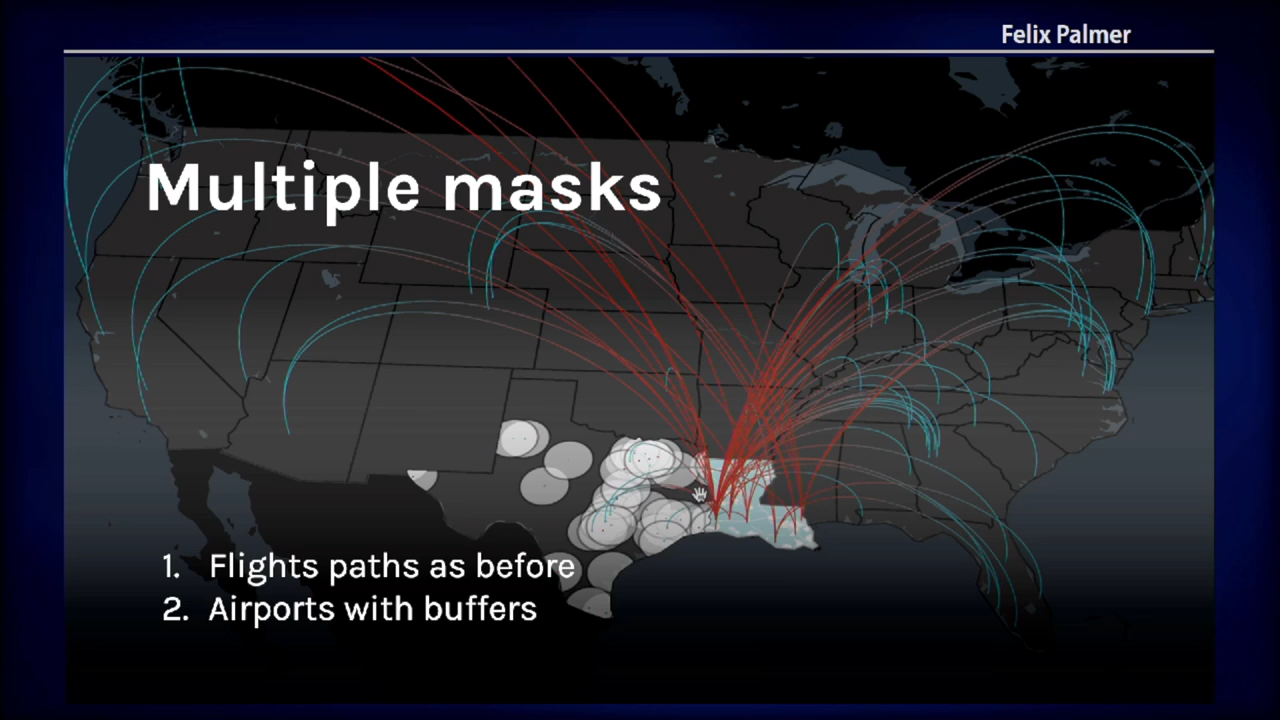 Felix Palmer
Multiple masks
1. Flights paths as before
2. Airports with buffers